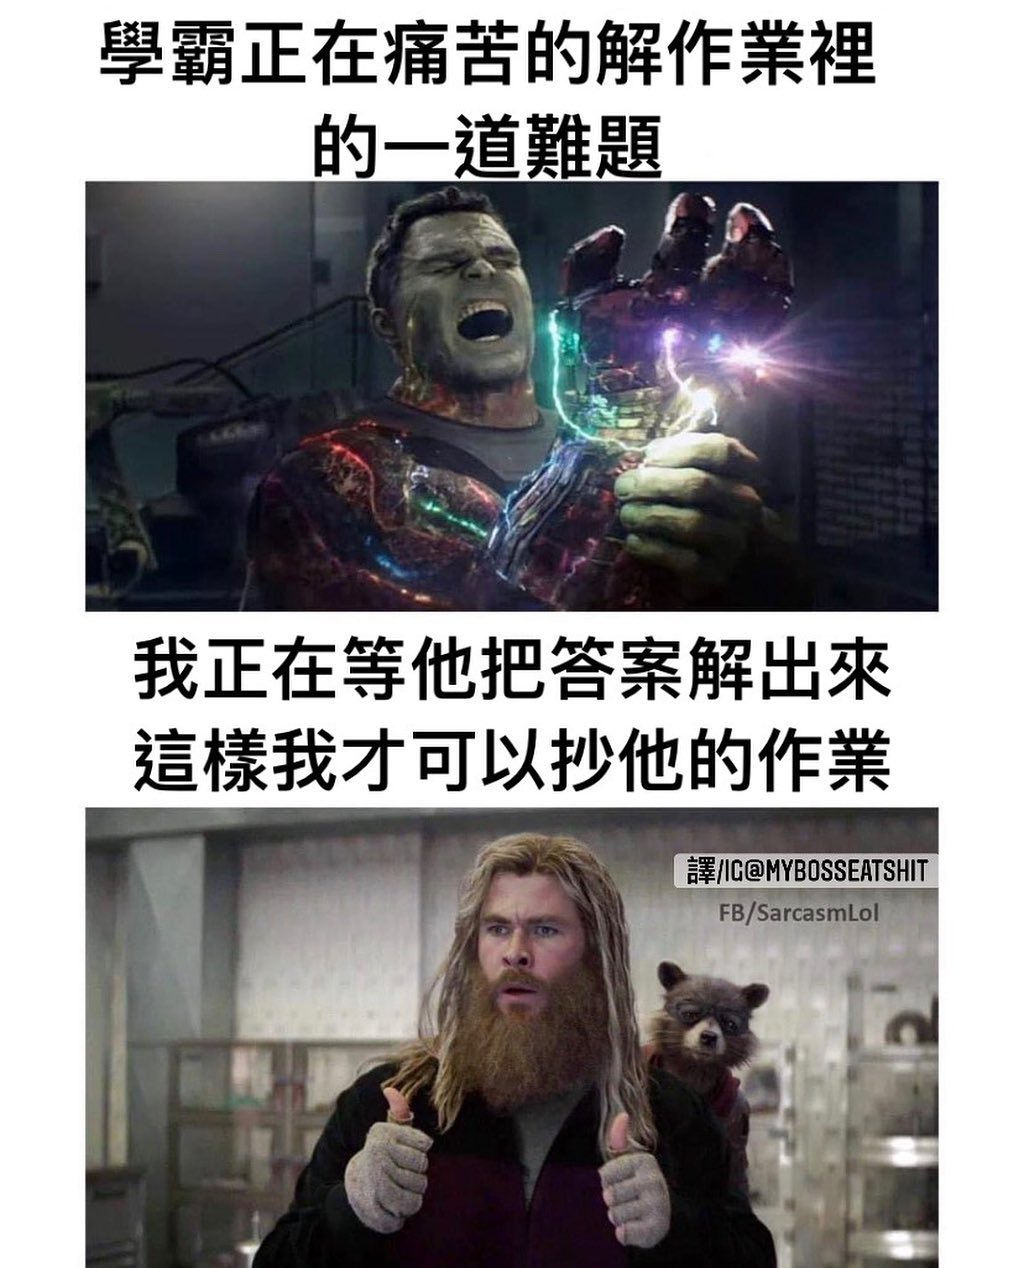 學霸正在痛苦的解作業裡
的一道難題
我正在等他把答案解出來
這樣我才可以抄他的作業
譯/IG@MYBOSSEATSHIT
FB/SarcasmLol